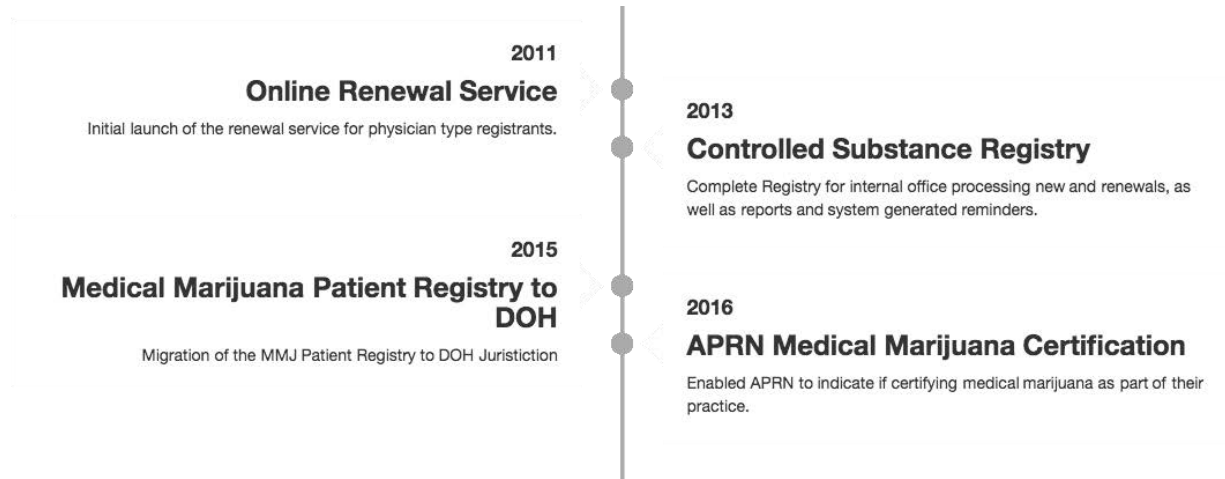 2011
Online Renewal Service
Initial launch of the renewal service for physician type registrants.
2013
Controlled Substance Registry
Complete Registry for internal office processing new and renewals, as
well as reports and system generated reminders.
2015
Medical Marijuana Patient Registry to
DOH
Migration of the MMJ Patient Registry to DOH Juristiction
2016
APRN Medical Marijuana Certification
Enabled APRN to indicate if certifying medical marijuana as part of their
practice.